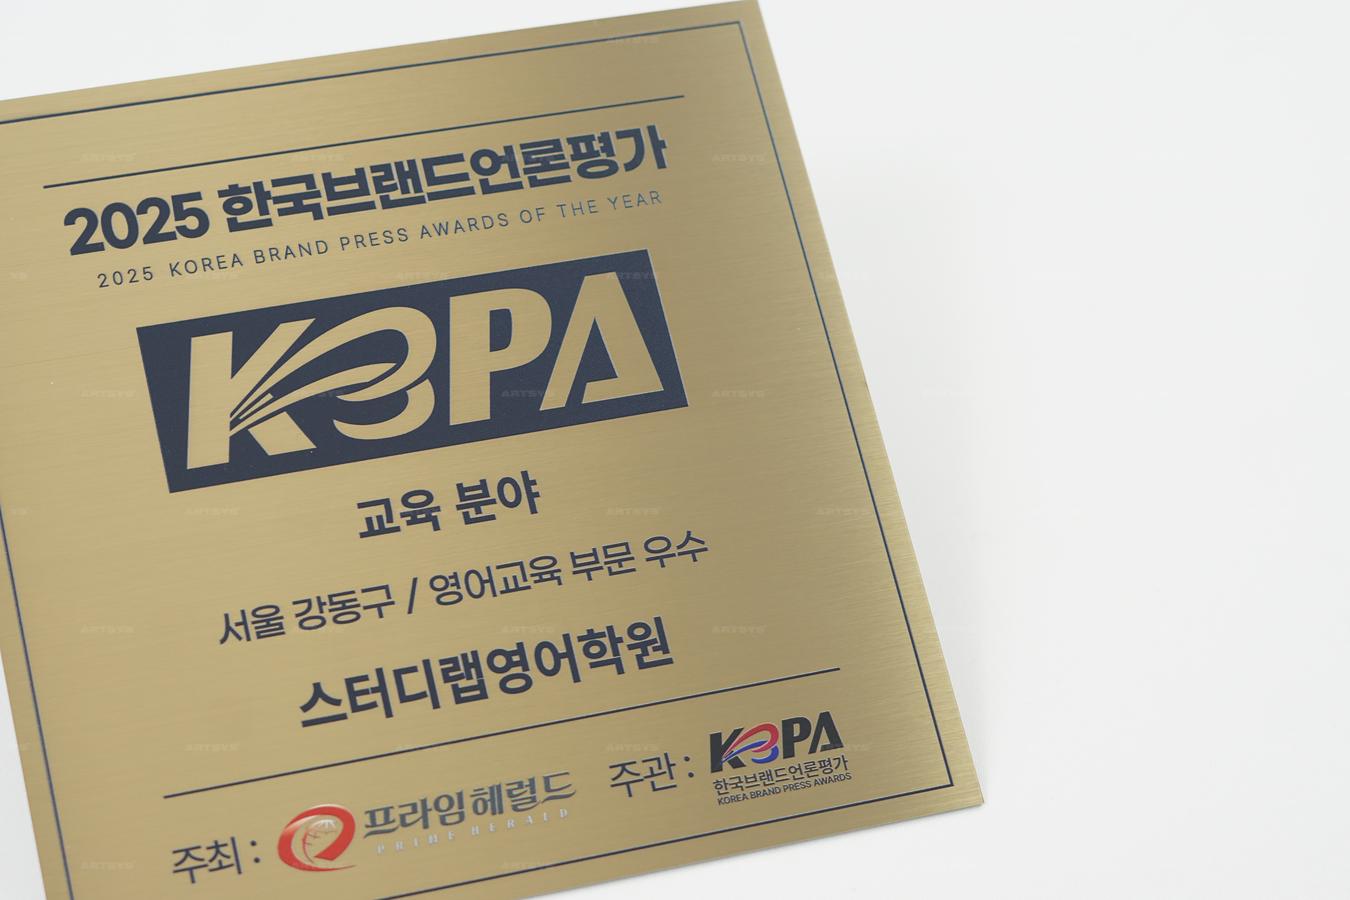 2025 한국브랜드언론평가
2025 KOREA BRAND PRESS AWARDS OF THE YEAR
KOPA
교육 분야
서울 강동구 / 영어교육 부문 우수
스터디랩영어학원
주최 : 프라임헤럴드
PRIME HERALD
주관 : KOPA
한국브랜드언론평가
KOREA BRAND PRESS AWARDS
ARTSYS